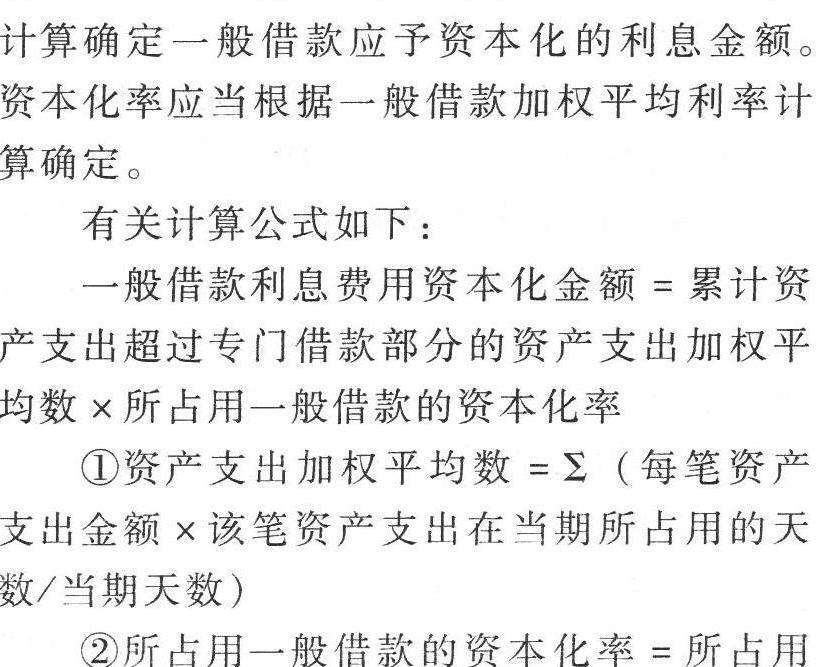 计算确定一般借款应予资本化的利息金额。
资本化率应当根据一般借款加权平均利率计
算确定。
有关计算公式如下：
一般借款利息费用资本化金额=累计资
产支出超过专门借款部分的资产支出加权平
均数×所占用一般借款的资本化率
①资产支出加权平均数=Σ（每笔资产
支出金额×该笔资产支出在当期所占用的天
数/当期天数）
②所占用一般借款的资本化率=所占用